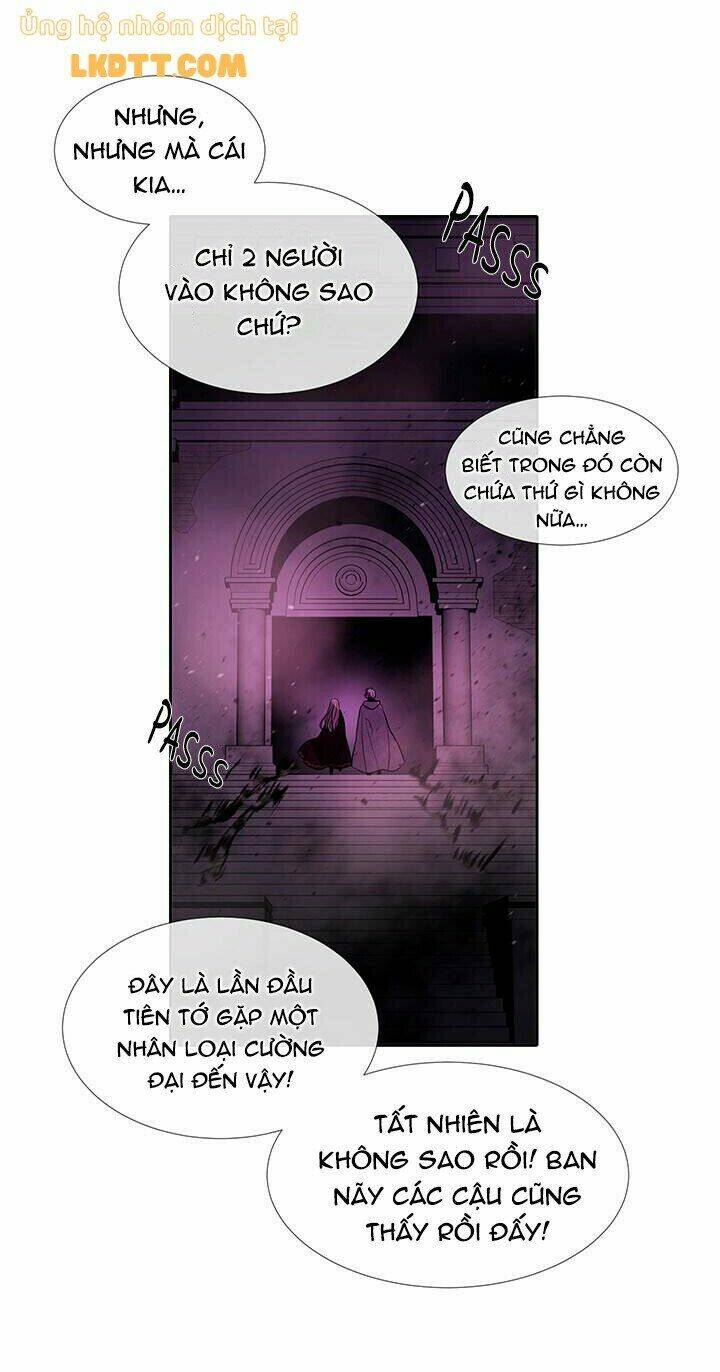 Ủng hộ nhóm dịch tại
LKDTT.COM
NHƯNG,
NHƯNG MÀ CÁI
KIA...
CHỈ 2 NGƯỜI
VÀO KHÔNG SAO
CHỨ?
PASSS
CŨNG CHẲNG
BIẾT TRONG ĐÓ CÒN
CHỨA THỨ GÌ KHÔNG
NỮA...
PASSS
ĐÂY LÀ LẦN ĐẦU
TIÊN TỚ GẶP MỘT
NHÂN LOẠI CƯỜNG
ĐẠI ĐẾN VẬY!
TẤT NHIÊN LÀ
KHÔNG SAO RỒI! BAN
NÃY CÁC CẬU CŨNG
THẤY RỒI ĐẤY!